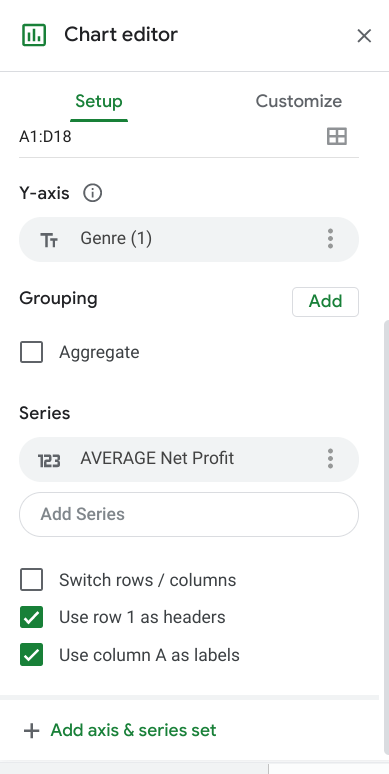 Chart editor
Setup
Customize
A1:D18
Y-axis
Genre (1)
Grouping
Add
Aggregate
Series
123 AVERAGE Net Profit
Add Series
Switch rows / columns
Use row 1 as headers
Use column A as labels
Add axis & series set